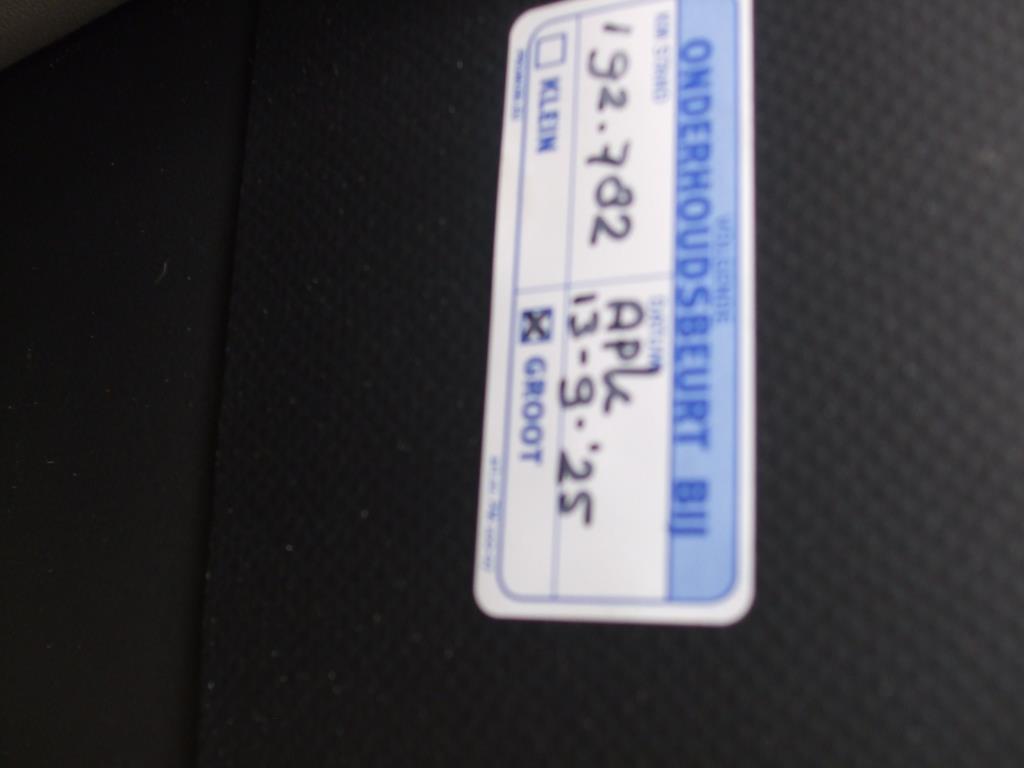 VOLGENDE
ONDERHOUDSBEURT BIJ
KM STAND
DATUM
192.782
APK
13-9-'25
KLEIN
GROOT